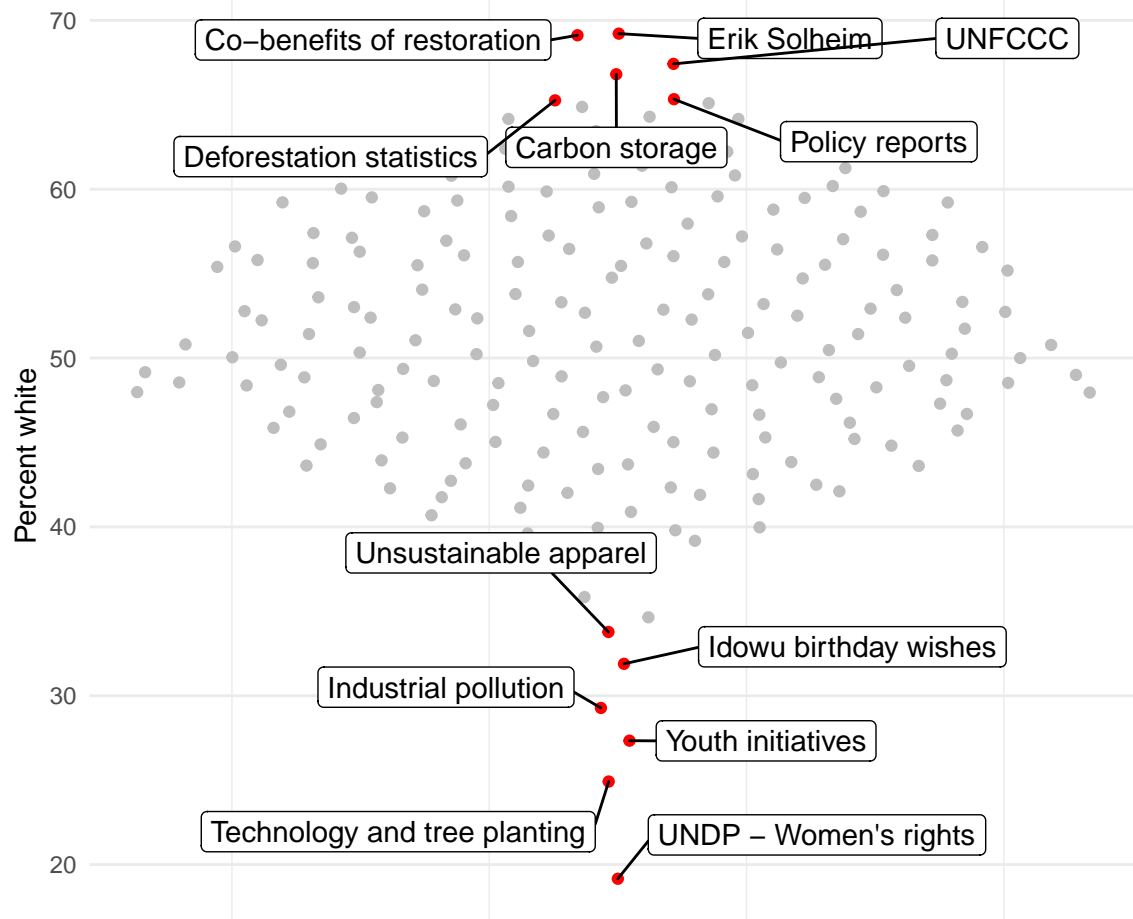 70
Co−benefits of restoration
Erik Solheim
UNFCCC
Deforestation statistics
Carbon storage
Policy reports
60
50
Percent white
40
Unsustainable apparel
Idowu birthday wishes
Industrial pollution
30
Youth initiatives
Technology and tree planting
UNDP − Women's rights
20